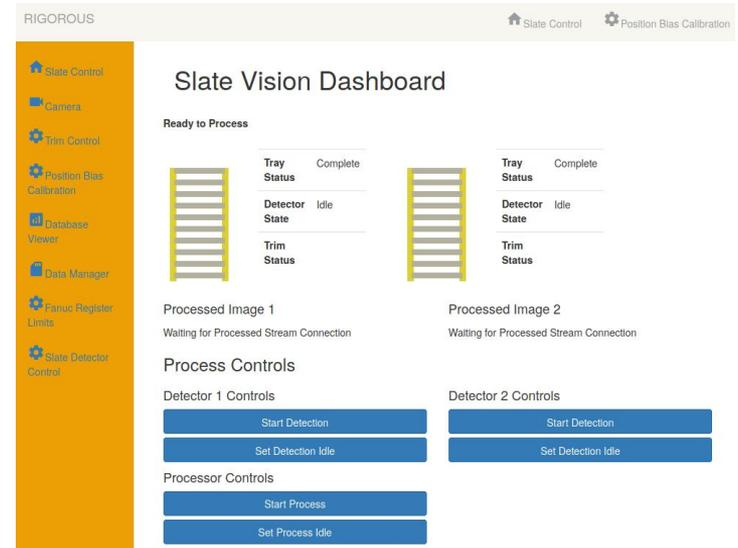 RIGOROUS
Slate Control
Position Bias Calibration
Slate Control
Camera
Trim Control
Position Bias
Calibration
Database
Viewer
Data Manager
Fanuc Register
Limits
Slate Detector
Control
Slate Vision Dashboard
Ready to Process
Tray
Status
Complete
Detector
State
Idle
Trim
Status
Tray
Status
Complete
Detector
State
Idle
Trim
Status
Processed Image 1
Waiting for Processed Stream Connection
Processed Image 2
Waiting for Processed Stream Connection
Process Controls
Detector 1 Controls
Start Detection
Set Detection Idle
Detector 2 Controls
Start Detection
Set Detection Idle
Processor Controls
Start Process
Set Process Idle